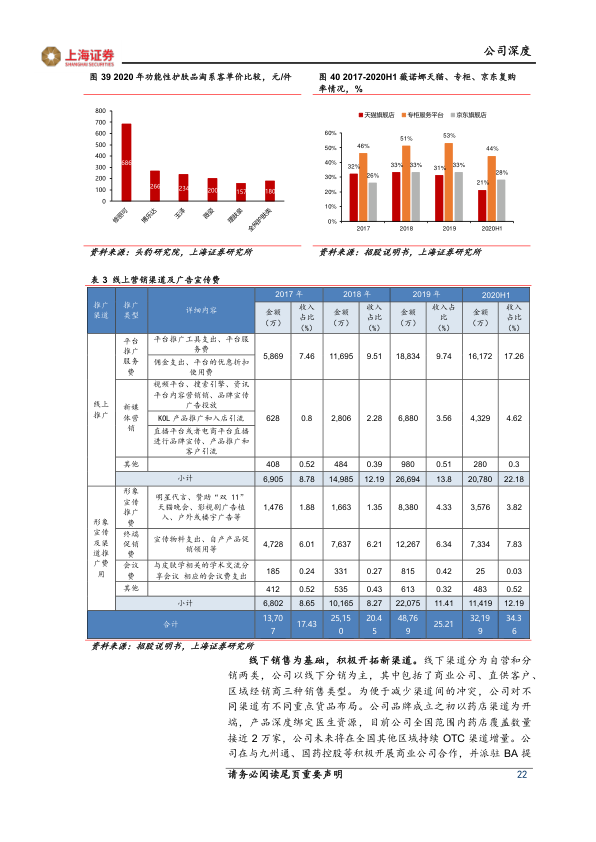 上海证券
SHANGHAI SECURITIES
公司深度
图 39 2020 年功能性护肤品淘系客单价比较，元/件
800
700
600
500
400
300
200
100
0
686
266
234
200
157
180
修丽可
博乐达
玉泽
薇姿
理肤泉
全网护肤类
资料来源：头豹研究院，上海证券研究所
图 40 2017-2020H1 薇诺娜天猫、专柜、京东复购
率情况，%
天猫旗舰店 专柜服务平台 京东旗舰店
60%
50%
40%
30%
20%
10%
0%
32% 46% 26%
33% 51% 33%
31% 53% 33%
21% 44% 28%
2017 2018 2019 2020H1
资料来源：招股说明书，上海证券研究所
表 3 线上营销渠道及广告宣传费
推广渠道 推广类型 详细内容 2017 年 2018 年 2019 年 2020H1
金额（万） 收入占比(%) 金额（万） 收入占比(%) 金额（万） 收入占比(%) 金额（万） 收入占比(%)
线上推广 平台推广服务费 平台推广工具支出、平台服务费 5,869 7.46 11,695 9.51 18,834 9.74 16,172 17.26
佣金支出、平台的优惠折扣使用费
新媒体营销 视频平台、搜索引擎、资讯平台内容营销销、品牌宣传广告投放 628 0.8 2,806 2.28 6,880 3.56 4,329 4.62
KOL 产品推广和入店引流
直播平台或者电商平台直播进行品牌宣传、产品推广和客户引流
其他 408 0.52 484 0.39 980 0.51 280 0.3
小计 6,905 8.78 14,985 12.19 26,694 13.8 20,780 22.18
形象宣传及渠道推广费用 形象宣传推广费 明星代言、赞助“双 11”天猫晚会、影视剧广告植入、户外或楼宇广告等 1,476 1.88 1,663 1.35 8,380 4.33 3,576 3.82
终端促销费 宣传物料支出、自产产品促销领用等 4,728 6.01 7,637 6.21 12,267 6.34 7,334 7.83
会议费 与皮肤学相关的学术交流分享会议 相应的会议费支出 185 0.24 331 0.27 815 0.42 25 0.03
其他 412 0.52 535 0.43 613 0.32 483 0.52
小计 6,802 8.65 10,165 8.27 22,075 11.41 11,419 12.19
合计 13,707 17.43 25,150 20.45 48,769 25.21 32,199 34.36
资料来源：招股说明书，上海证券研究所
线下销售为基础，积极开拓新渠道。线下渠道分为自营和分
销两类，公司以线下分销为主，其中包括了商业公司、直供客户、
区域经销商三种销售类型。为便于减少渠道间的冲突，公司对不
同渠道有不同重点货品布局。公司品牌成立之初以药店渠道为开
端，产品深度绑定医生资源，目前公司全国范围内药店覆盖数量
接近 2 万家，公司未来将在全国其他区域持续 OTC 渠道增量。公
司在与九州通、国药控股等积极开展商业公司合作，并派驻 BA 提
请务必阅读尾页重要声明
22